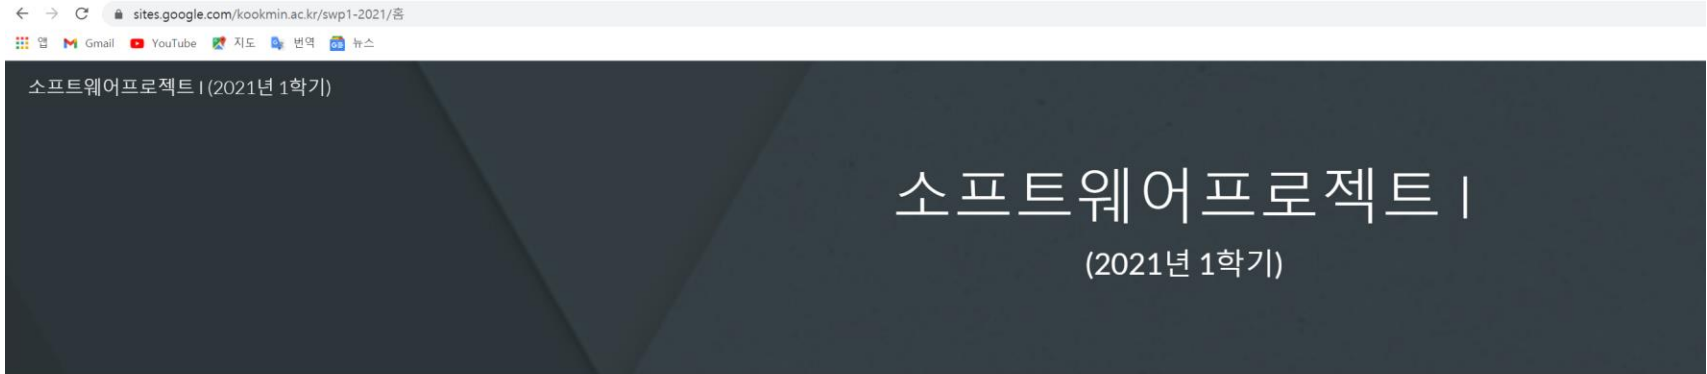 sites.google.com/kookmin.ac.kr/swp1-2021/홈
앱 Gmail YouTube 지도 번역 뉴스
소프트웨어프로젝트 I (2021년 1학기)
소프트웨어프로젝트 I
(2021년 1학기)